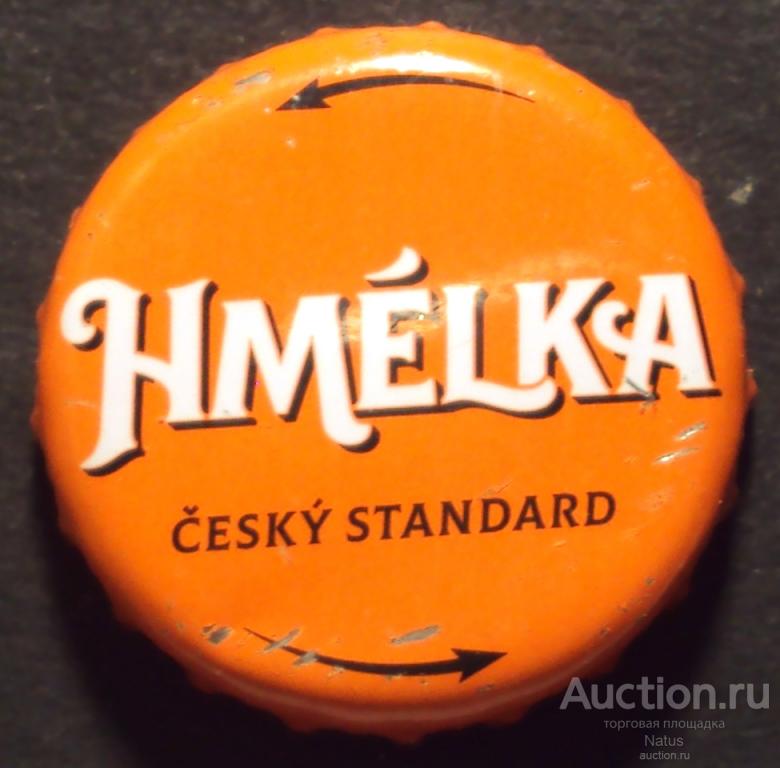 HMÉLKA
ČESKÝ STANDARD
Auction.ru
торговая площадка
Natus
auction.ru